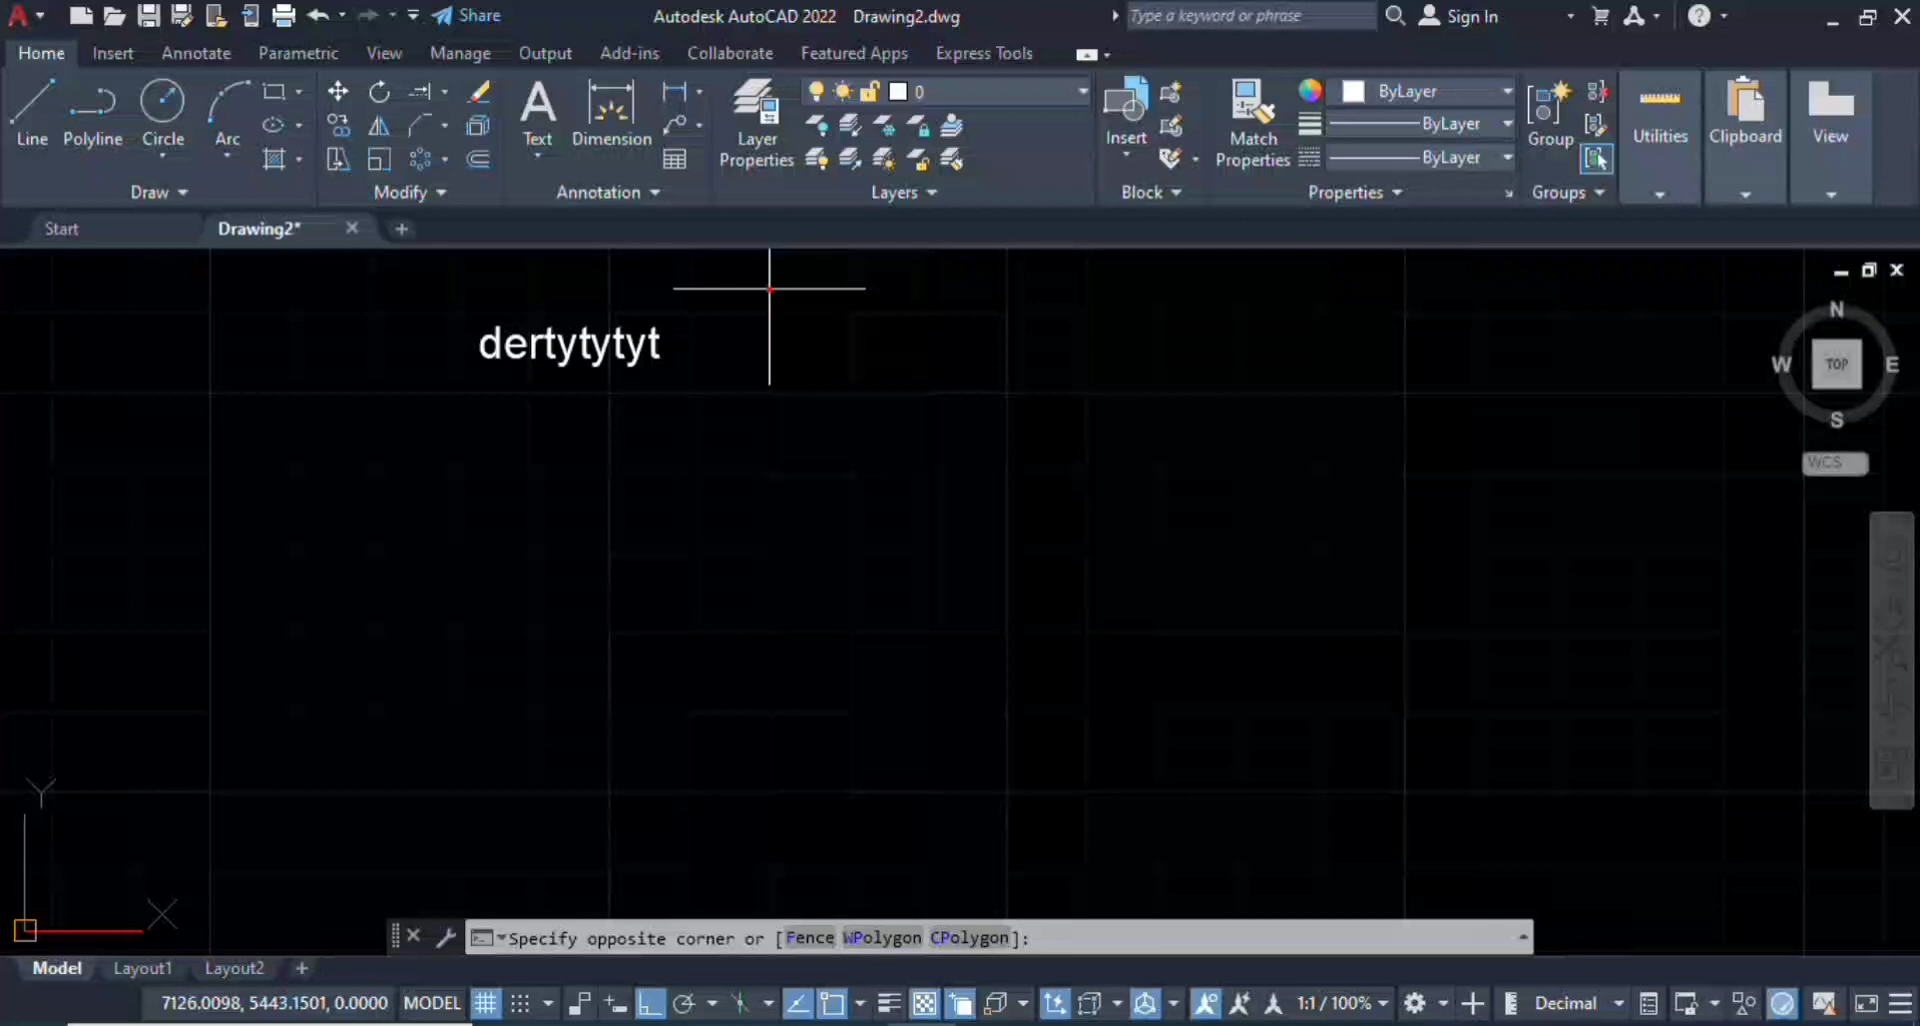 Share
Autodesk AutoCAD 2022 Drawing2.dwg
Type a keyword or phrase
Sign In
Home Insert Annotate Parametric View Manage Output Add-ins Collaborate Featured Apps Express Tools
Line Polyline Circle Arc
Draw
Modify
Text Dimension
Annotation
Layer Properties
0
Layers
Insert
Block
Match Properties
ByLayer
ByLayer
ByLayer
Properties
Group
Groups
Utilities
Clipboard
View
Start Drawing2*
dertytytyt
N
W TOP E
S
WCS
Y
X
Specify opposite corner or [Fence WPolygon CPolygon]:
Model Layout1 Layout2
7126.0098, 5443.1501, 0.0000 MODEL 1:1 / 100% Decimal